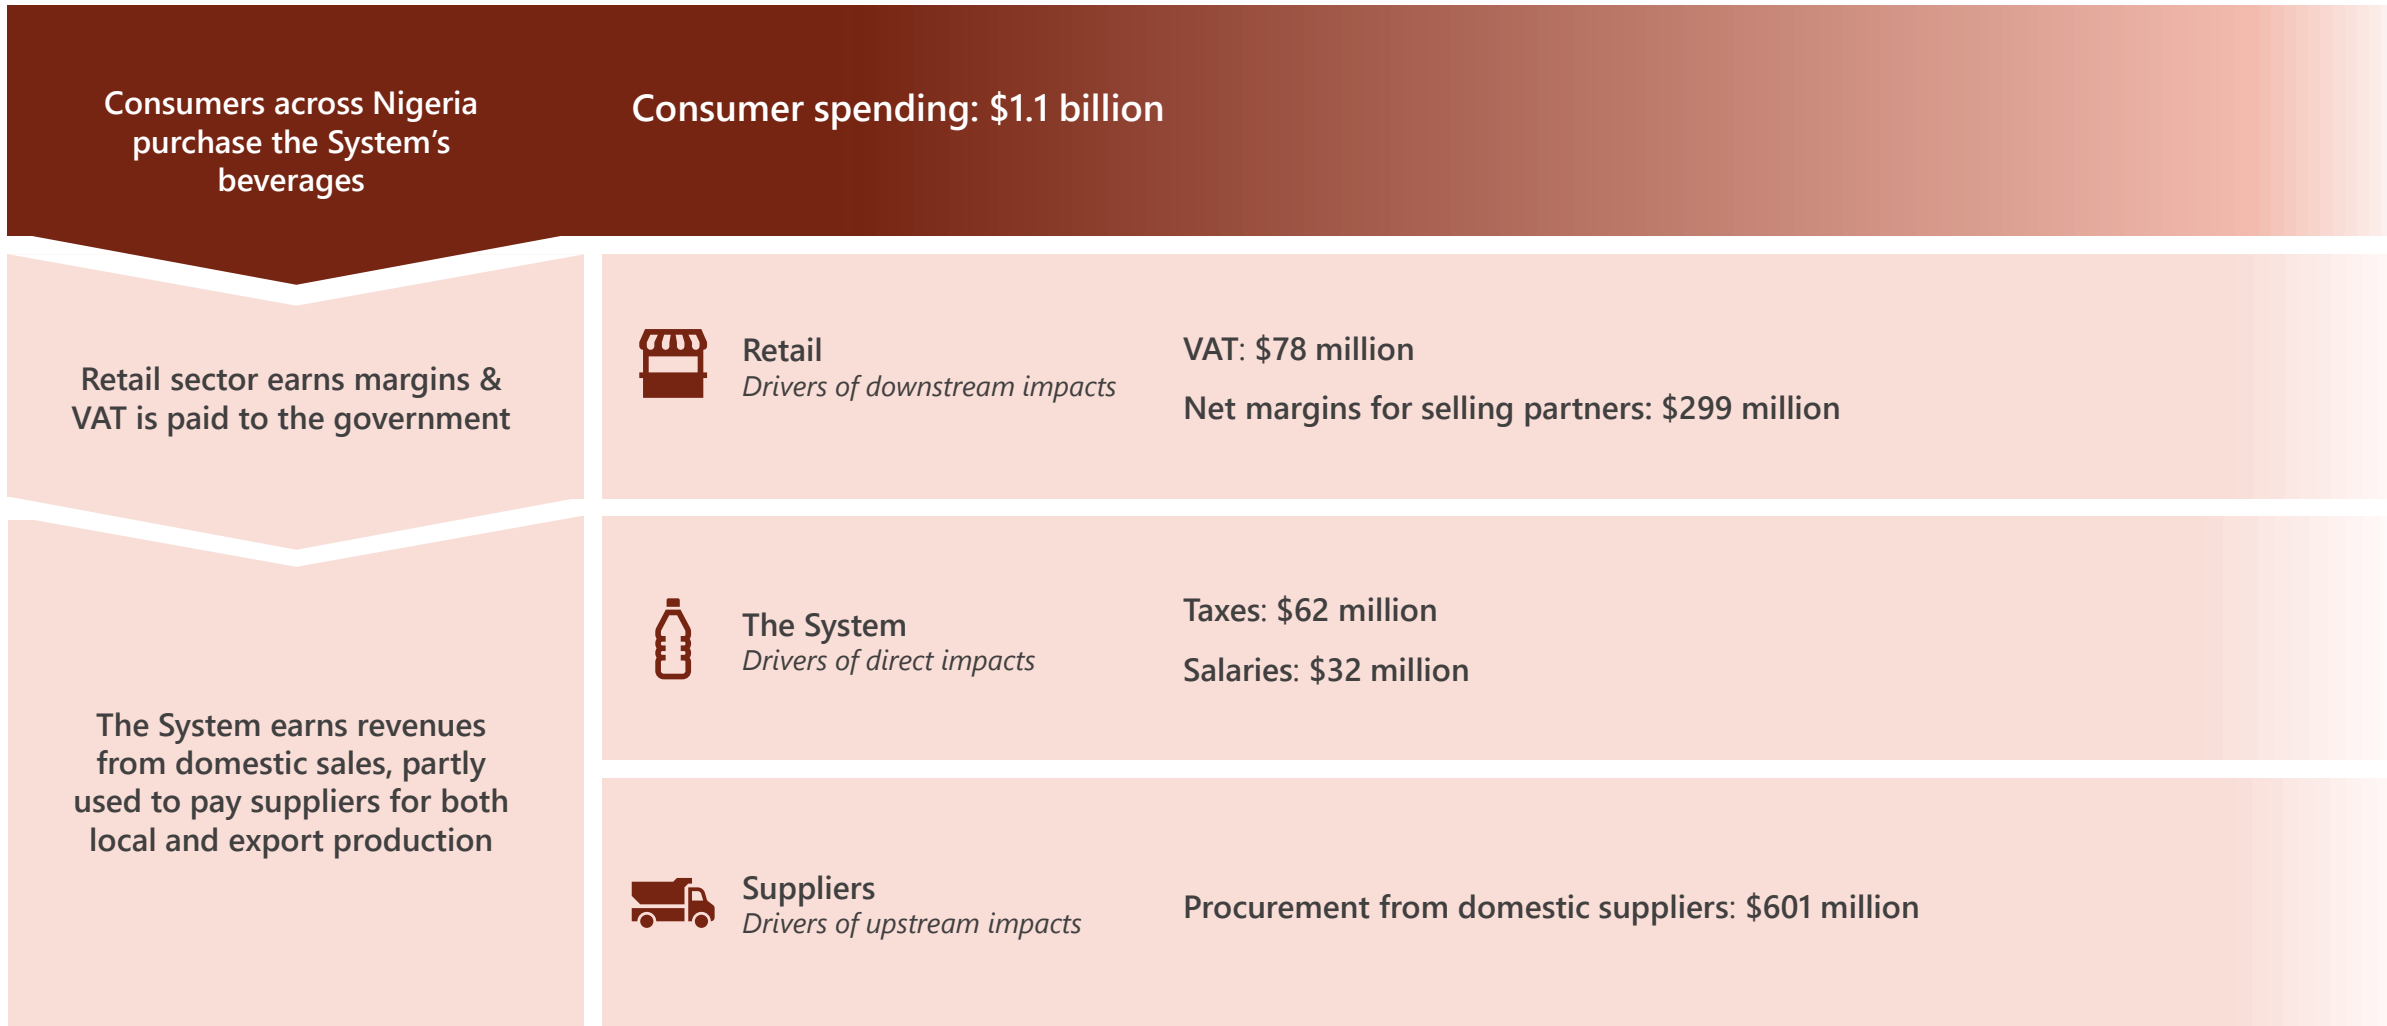 Consumers across Nigeria
purchase the System’s
beverages
Consumer spending: $1.1 billion
Retail sector earns margins &
VAT is paid to the government
Retail
Drivers of downstream impacts
VAT: $78 million
Net margins for selling partners: $299 million
The System earns revenues
from domestic sales, partly
used to pay suppliers for both
local and export production
The System
Drivers of direct impacts
Taxes: $62 million
Salaries: $32 million
Suppliers
Drivers of upstream impacts
Procurement from domestic suppliers: $601 million